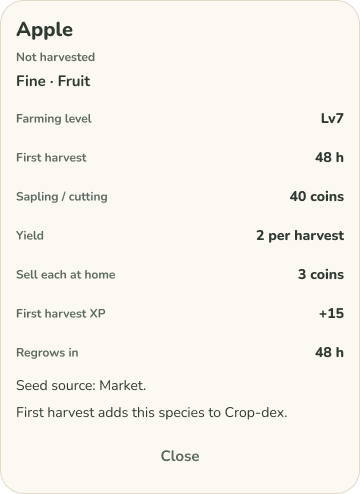 Apple
Not harvested
Fine · Fruit
Farming level Lv7
First harvest 48 h
Sapling / cutting 40 coins
Yield 2 per harvest
Sell each at home 3 coins
First harvest XP +15
Regrows in 48 h
Seed source: Market.
First harvest adds this species to Crop-dex.
Close